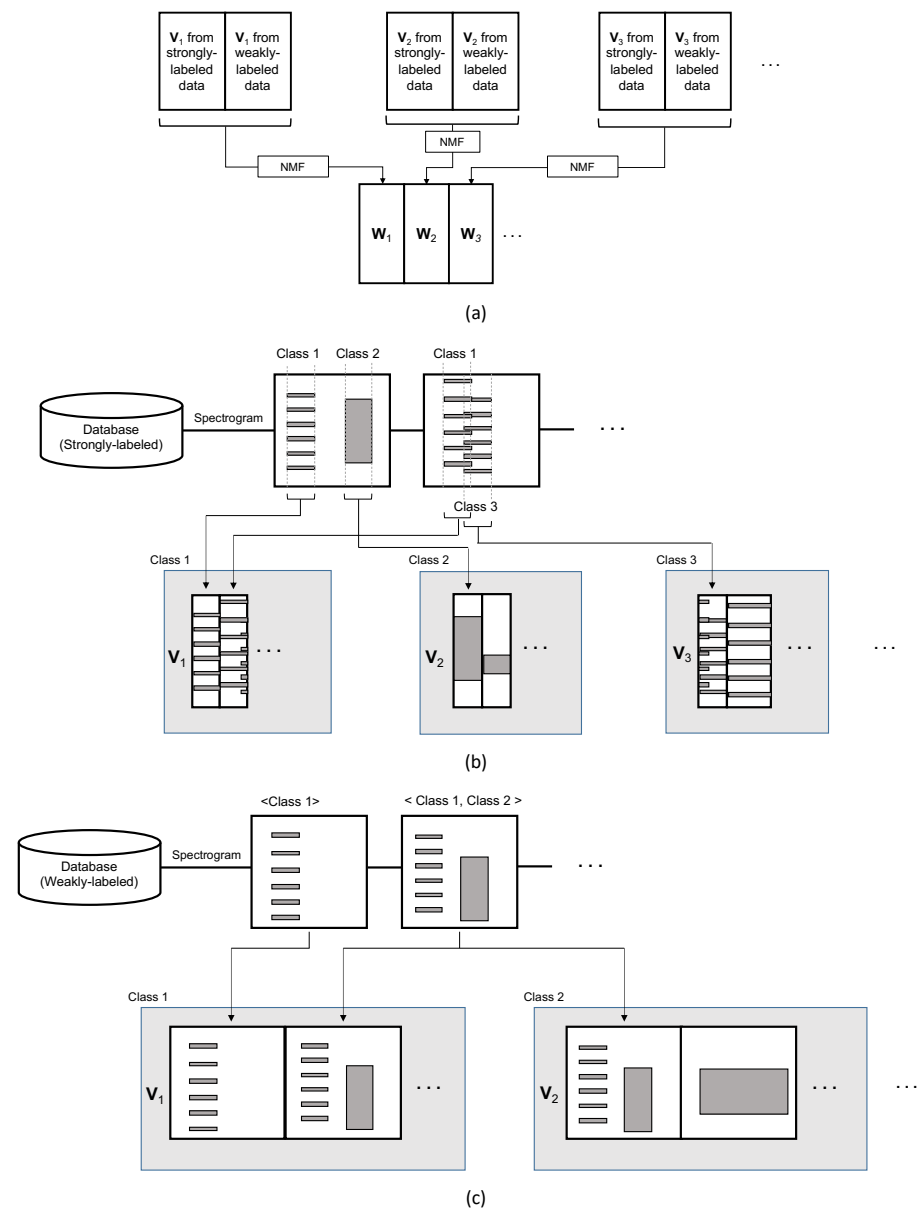 V1 from strongly-labeled data
V1 from weakly-labeled data
V2 from strongly-labeled data
V2 from weakly-labeled data
V3 from strongly-labeled data
V3 from weakly-labeled data
...
NMF
NMF
NMF
W1
W2
W3
...
(a)
Class 1
Class 2
Class 1
Database
(Strongly-labeled)
Spectrogram
...
Class 3
Class 1
Class 2
Class 3
V1
...
V2
...
V3
...
...
(b)
<Class 1>
< Class 1, Class 2 >
Database
(Weakly-labeled)
Spectrogram
...
Class 1
Class 2
V1
...
V2
...
...
(c)